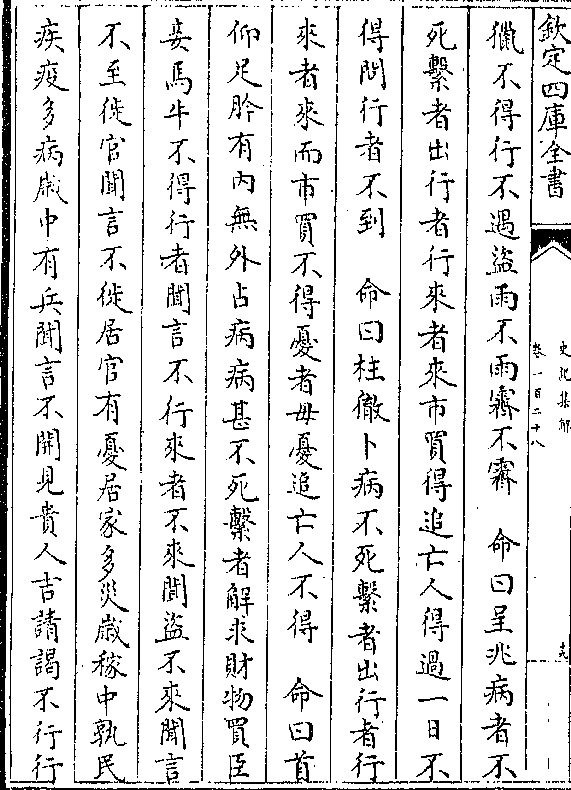 欽定四庫全書
史記集解
卷一百二十八
獵不得行不遇盜雨不雨霽不霽　命曰呈兆病者不
死繫者出行者行來者來市買得追亡人得過一日不
得問行者不到　命曰柱徹卜病不死繫者出行者行
來者來而市買不得憂者毋憂追亡人不得　命曰首
仰足肣有内無外占病病甚不死繫者解求財物買臣
妾馬牛不得行者聞言不行來者不來聞盜不來聞言
不至徙官聞言不徙居官有憂居家多災歲稼中孰民
疾疫多病歲中有兵聞言不開見貴人吉請謁不行行